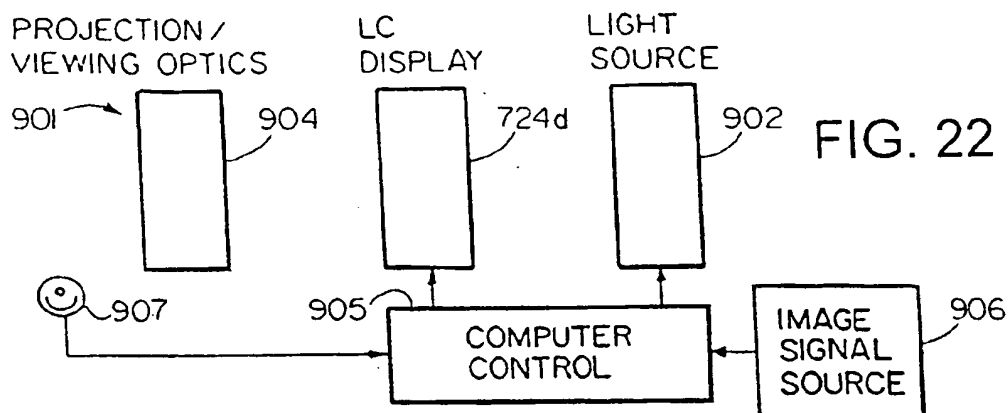 PROJECTION /
VIEWING OPTICS
LC
DISPLAY
LIGHT
SOURCE
901
904
724d
902
FIG. 22
907
905
COMPUTER
CONTROL
IMAGE
SIGNAL
SOURCE
906